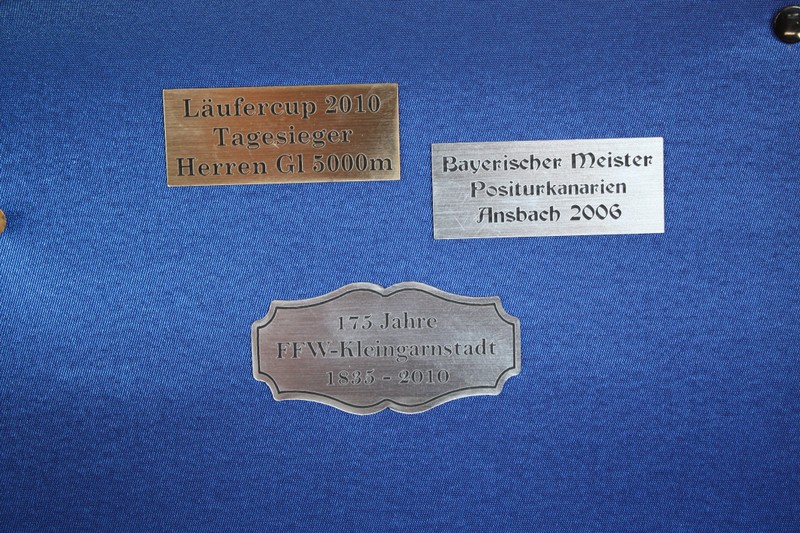 Läufercup 2010
Tagesieger
Herren Gl 5000m
Bayerischer Meister
Positurkanarien
Ansbach 2006
175 Jahre
FFW-Kleingarnstadt
1835 - 2010